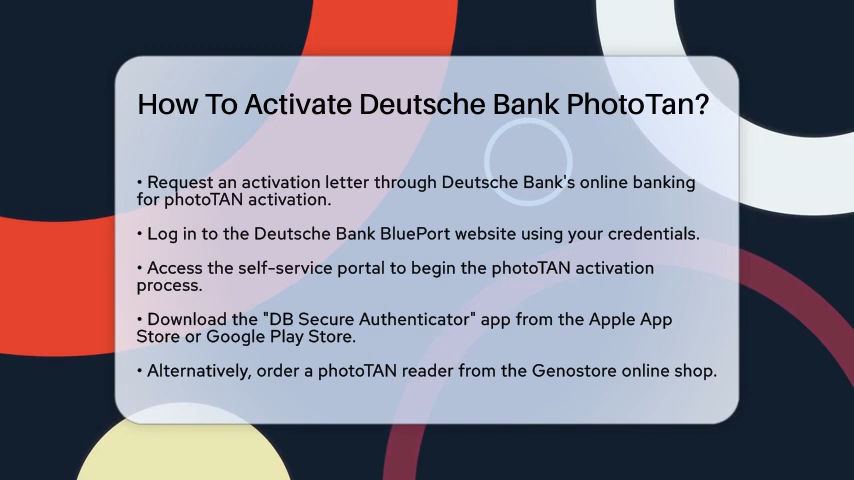 How To Activate Deutsche Bank PhotoTan?
• Request an activation letter through Deutsche Bank's online banking
for photoTAN activation.
• Log in to the Deutsche Bank BluePort website using your credentials.
• Access the self-service portal to begin the photoTAN activation
process.
• Download the "DB Secure Authenticator" app from the Apple App
Store or Google Play Store.
• Alternatively, order a photoTAN reader from the Genostore online shop.